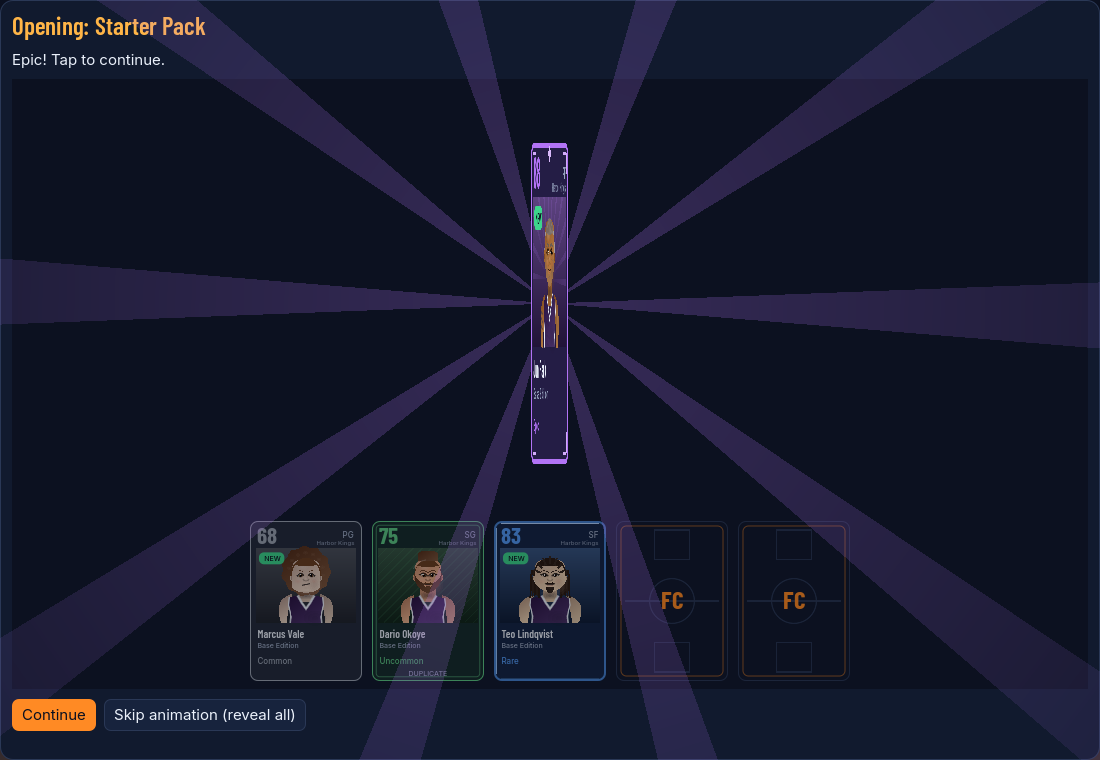 Opening: Starter Pack
Epic! Tap to continue.
68 PG
Harbor Kings
NEW
Marcus Vale
Base Edition
Common
75 SG
Harbor Kings
Dario Okoye
Base Edition
Uncommon
DUPLICATE
83 SF
Harbor Kings
NEW
Teo Lindqvist
Base Edition
Rare
FC
FC
Continue
Skip animation (reveal all)